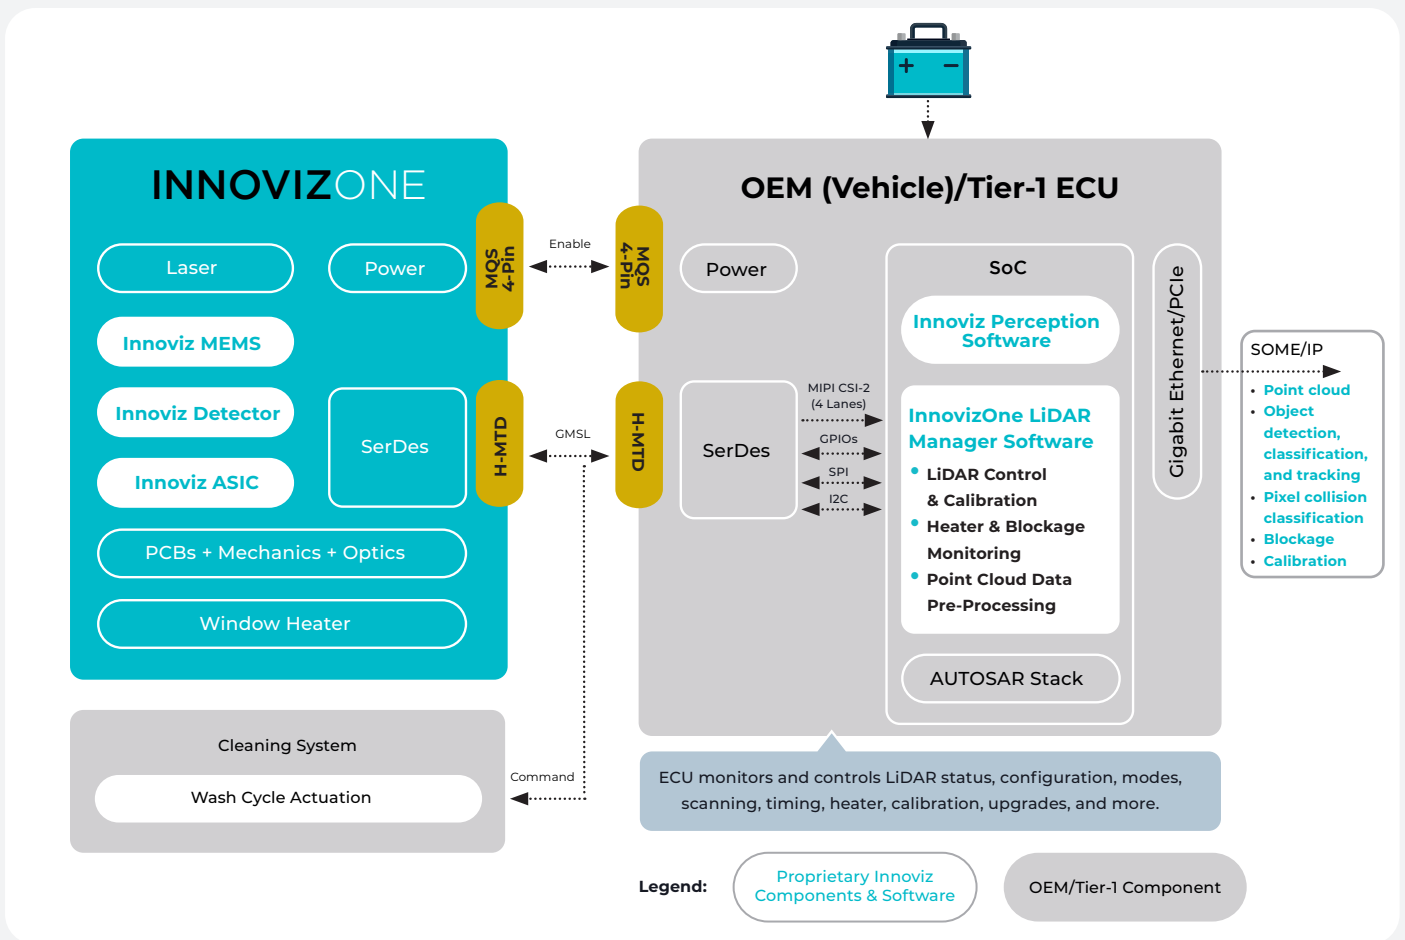 INNOVIZONE
Laser
Power
Innoviz MEMS
Innoviz Detector
Innoviz ASIC
SerDes
PCBs + Mechanics + Optics
Window Heater
MQS
4-Pin
H-MTD
Enable
GMSL
MQS
4-Pin
H-MTD
Cleaning System
Wash Cycle Actuation
Command
+ −
OEM (Vehicle)/Tier-1 ECU
Power
SerDes
MIPI CSI-2
(4 Lanes)
GPIOs
SPI
I2C
SoC
Innoviz Perception
Software
InnovizOne LiDAR
Manager Software
• LiDAR Control
& Calibration
• Heater & Blockage
Monitoring
• Point Cloud Data
Pre-Processing
AUTOSAR Stack
Gigabit Ethernet/PCIe
SOME/IP
• Point cloud
• Object
detection,
classification,
and tracking
• Pixel collision
classification
• Blockage
• Calibration
ECU monitors and controls LiDAR status, configuration, modes,
scanning, timing, heater, calibration, upgrades, and more.
Legend:
Proprietary Innoviz
Components & Software
OEM/Tier-1 Component